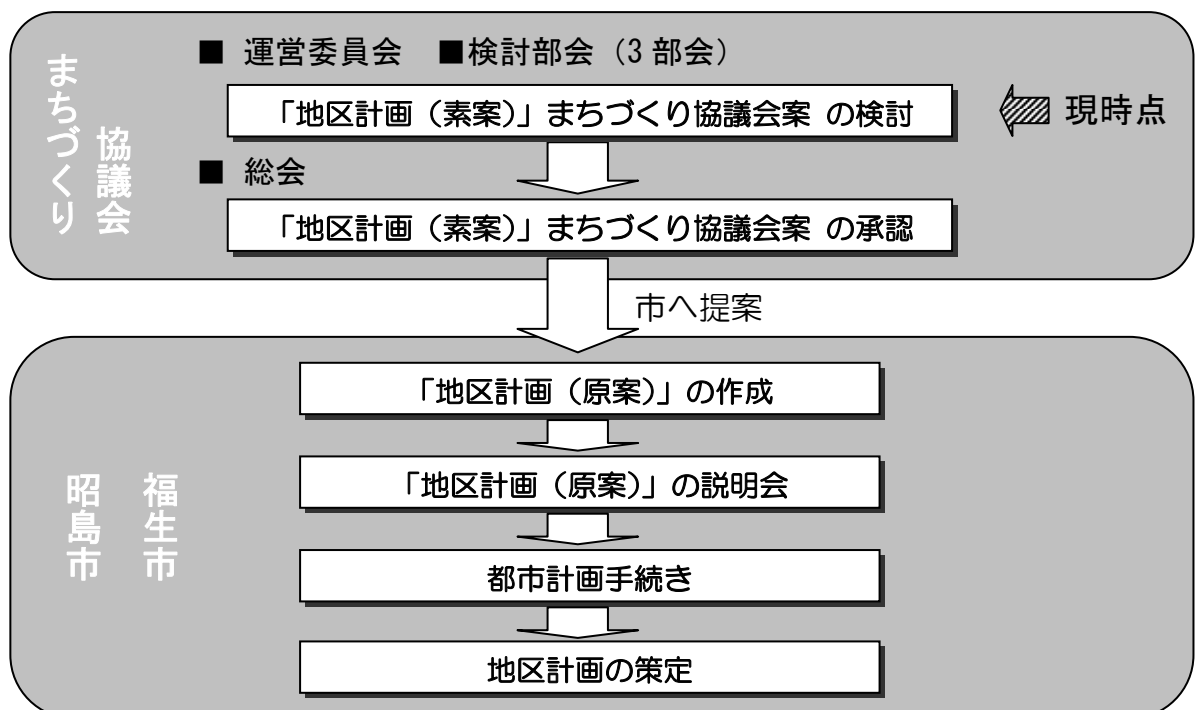 まちづくり
協議会
■ 運営委員会 ■検討部会（3部会）
「地区計画（素案）」まちづくり協議会案 の検討
現時点
■ 総会
「地区計画（素案）」まちづくり協議会案 の承認
市へ提案
福生市
昭島市
「地区計画（原案）」の作成
「地区計画（原案）」の説明会
都市計画手続き
地区計画の策定